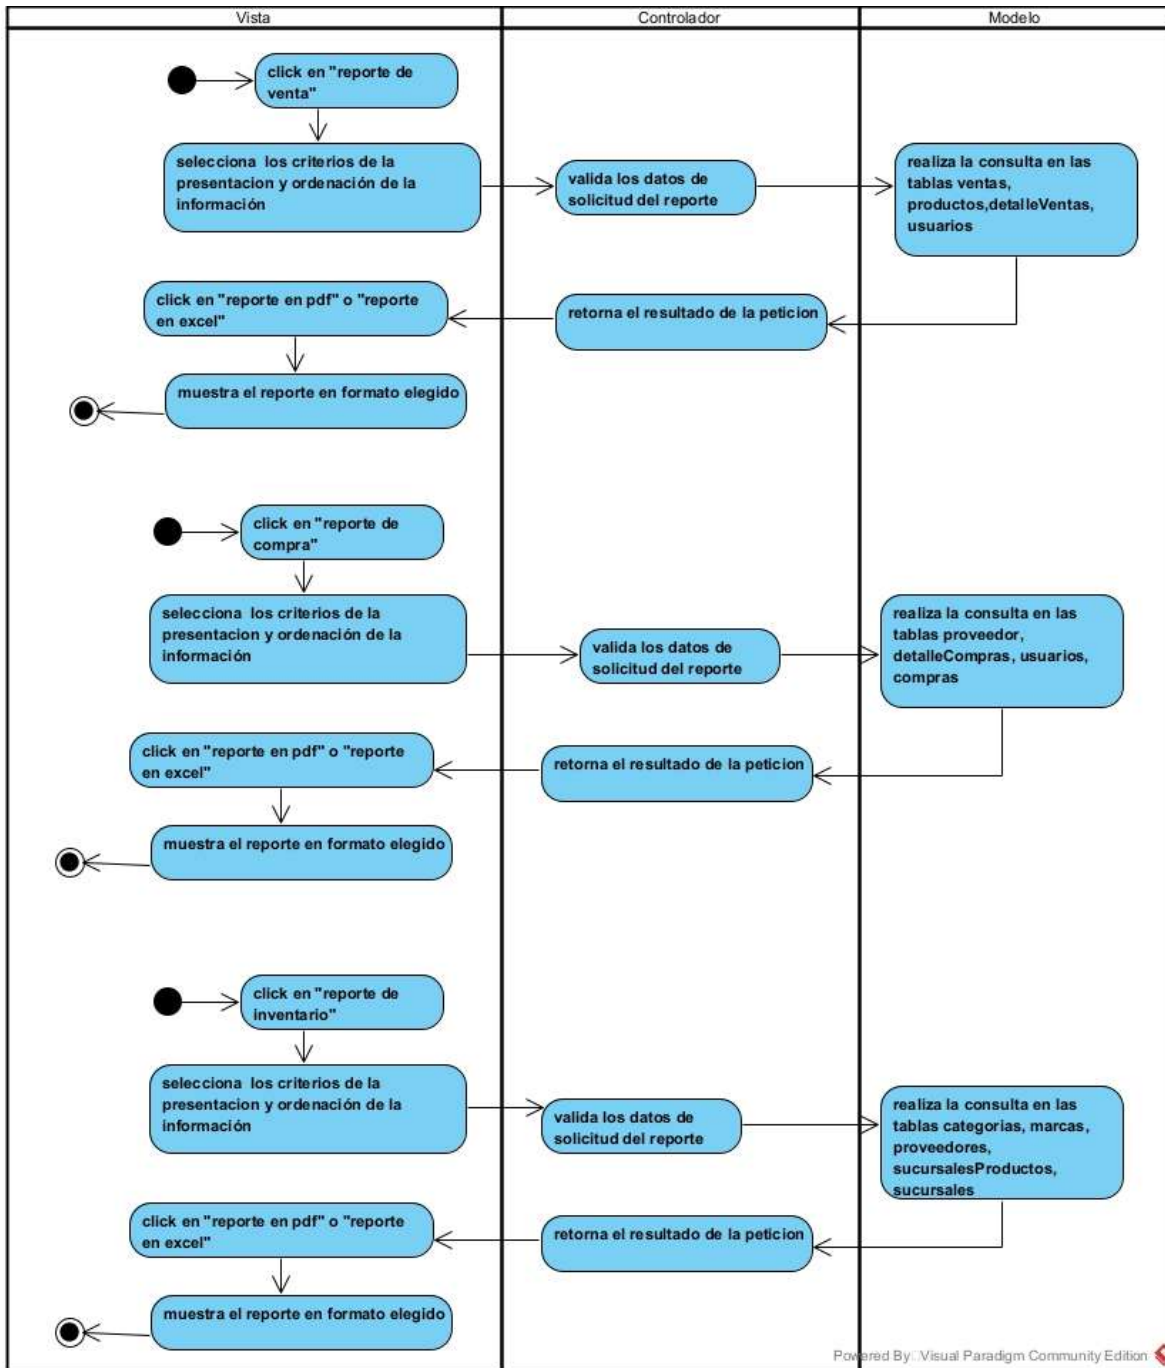 Vista
Controlador
Modelo
click en "reporte de
venta"
selecciona los criterios de la
presentacion y ordenación de la
información
valida los datos de
solicitud del reporte
realiza la consulta en las
tablas ventas,
productos,detalleVentas,
usuarios
retorna el resultado de la peticion
click en "reporte en pdf" o "reporte
en excel"
muestra el reporte en formato elegido
click en "reporte de
compra"
selecciona los criterios de la
presentacion y ordenación de la
información
valida los datos de
solicitud del reporte
realiza la consulta en las
tablas proveedor,
detalleCompras, usuarios,
compras
retorna el resultado de la peticion
click en "reporte en pdf" o "reporte
en excel"
muestra el reporte en formato elegido
click en "reporte de
inventario"
selecciona los criterios de la
presentacion y ordenación de la
información
valida los datos de
solicitud del reporte
realiza la consulta en las
tablas categorias, marcas,
proveedores,
sucursalesProductos,
sucursales
retorna el resultado de la peticion
click en "reporte en pdf" o "reporte
en excel"
muestra el reporte en formato elegido
Powered By Visual Paradigm Community Edition